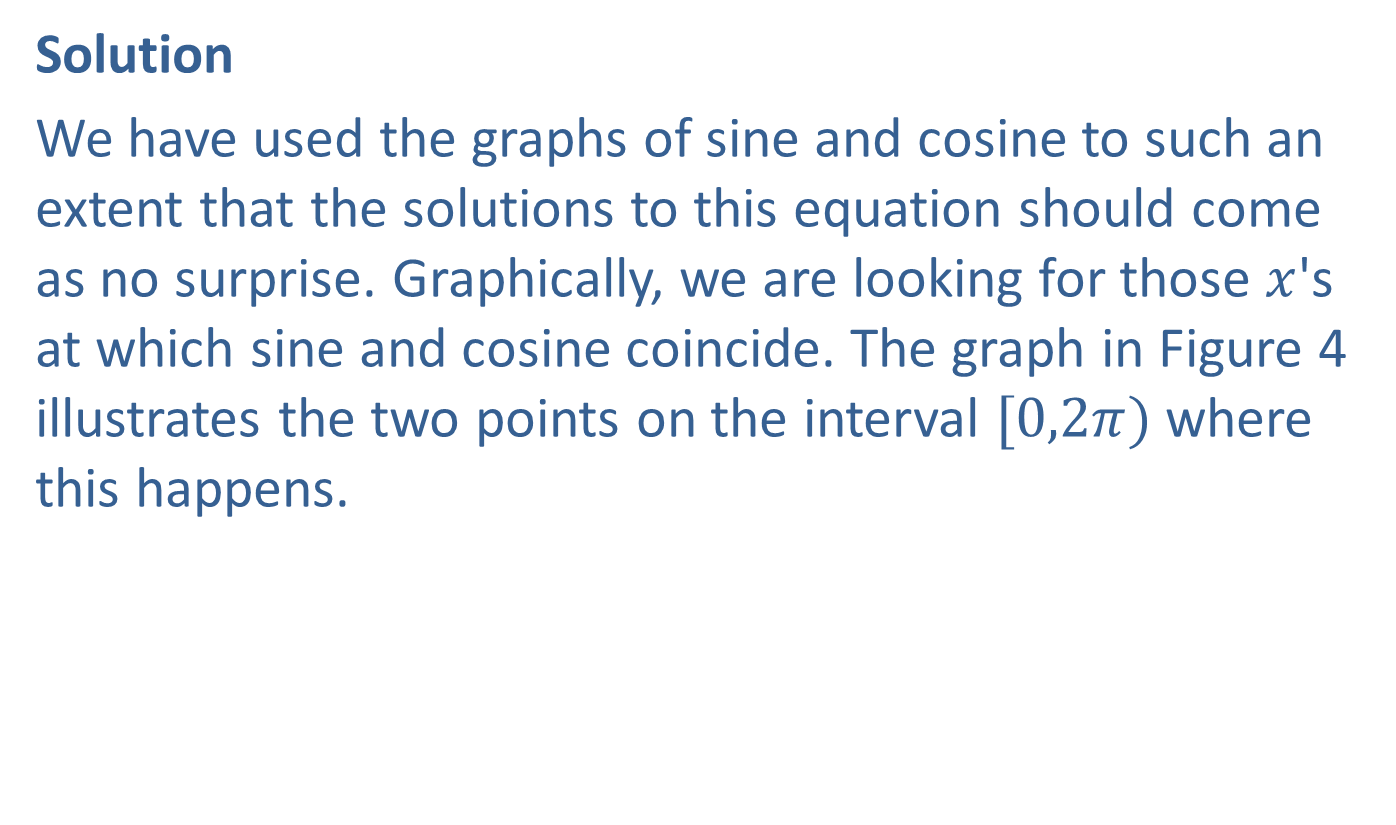 Solution
We have used the graphs of sine and cosine to such an
extent that the solutions to this equation should come
as no surprise. Graphically, we are looking for those 𝑥's
at which sine and cosine coincide. The graph in Figure 4
illustrates the two points on the interval [0,2𝜋) where
this happens.